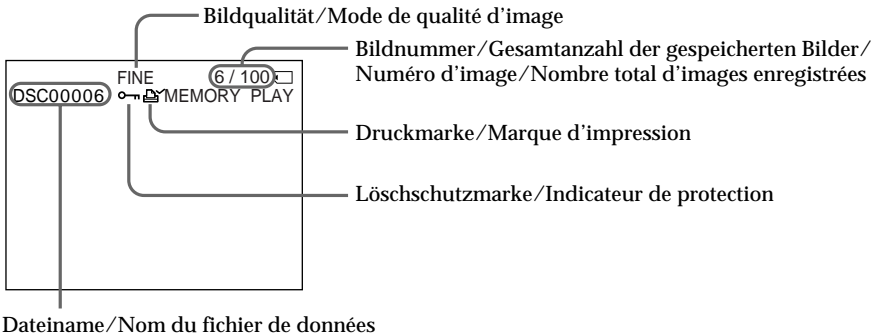 Bildqualität/Mode de qualité d'image
Bildnummer/Gesamtanzahl der gespeicherten Bilder/
Numéro d'image/Nombre total d'images enregistrées
FINE
6 / 100
DSC00006
MEMORY PLAY
Druckmarke/Marque d'impression
Löschschutzmarke/Indicateur de protection
Dateiname/Nom du fichier de données